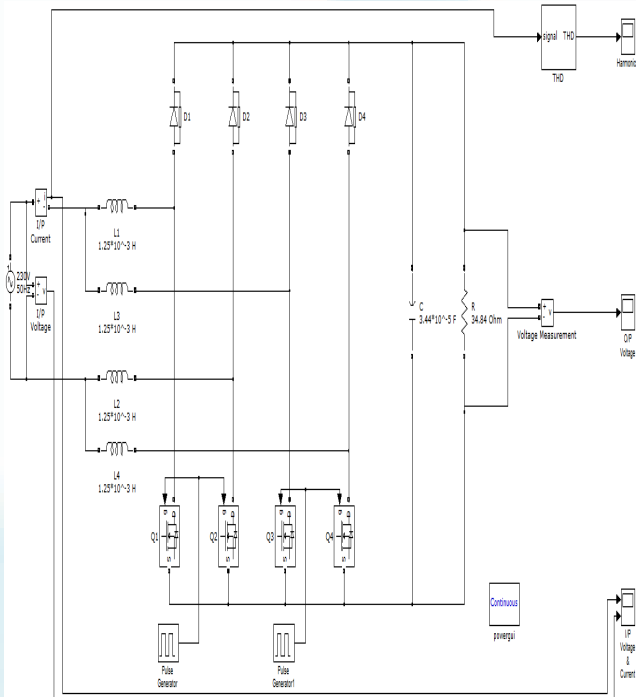 signal THD
THD
Harmonic
D1
D2
D3
D4
+
-
i
I/P
Current
L1
1.25*10^-3 H
230V
50Hz
+
-
v
I/P
Voltage
L3
1.25*10^-3 H
C
3.44*10^-5 F
R
34.84 Ohm
+
-
v
Voltage Measurement
O/P
Voltage
L2
1.25*10^-3 H
L4
1.25*10^-3 H
g
D
S
Q1
g
D
S
Q2
g
D
S
Q3
g
D
S
Q4
Continuous
powergui
Pulse
Generator
Pulse
Generator1
I/P
Voltage
&
Current